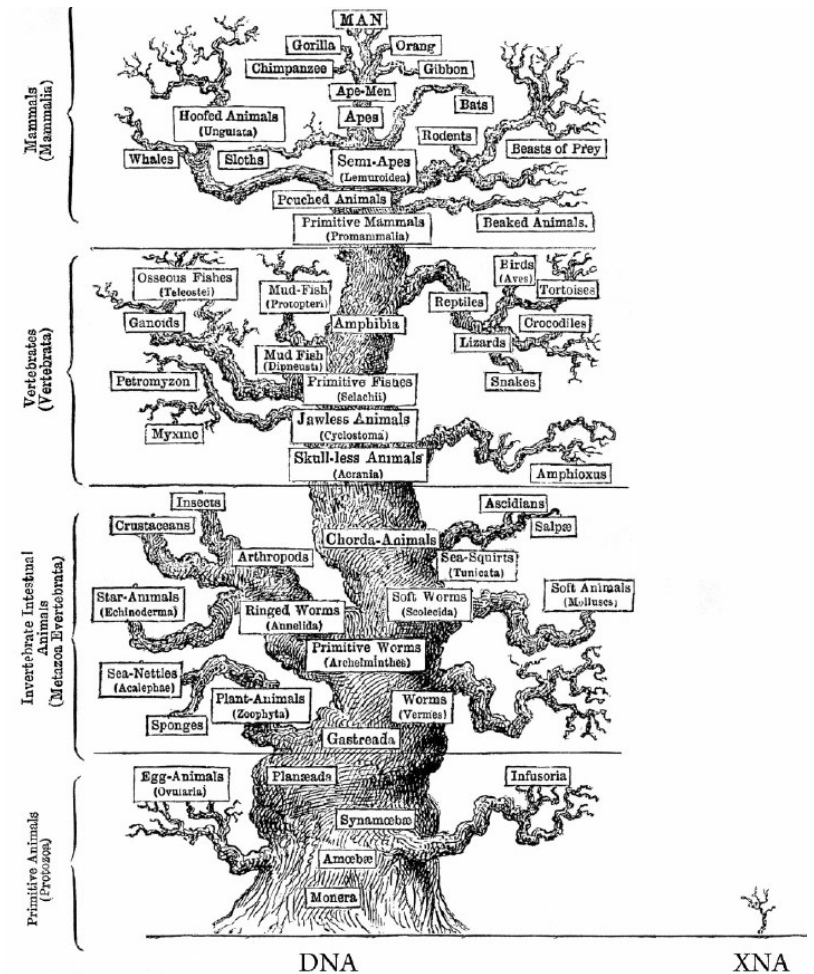 MAN
Gorilla
Orang
Chimpanzee
Gibbon
Ape-Men
Bats
Hoofed Animals
(Ungulata)
Apes
Rodents
Beasts of Prey
Whales
Sloths
Semi-Apes
(Lemuroidea)
Pouched Animals
Primitive Mammals
(Promammalia)
Beaked Animals.
Mammals
(Mammalia)
Osseous Fishes
(Teleostei)
Mud-Fish
(Protopteri)
Birds
(Aves)
Tortoises
Reptiles
Ganoids
Amphibia
Crocodiles
Lizards
Mud Fish
(Dipneusta)
Petromyzon
Primitive Fishes
(Selachii)
Snakes
Jawless Animals
(Cyclostoma)
Myxine
Skull-less Animals
(Acrania)
Amphioxus
Vertebrates
(Vertebrata)
Insects
Ascidians
Crustaceans
Salpæ
Chorda-Animals
Arthropods
Sea-Squirts
(Tunicata)
Star-Animals
(Echinoderma)
Ringed Worms
(Annelida)
Soft Worms
(Scolecida)
Soft Animals
(Molluscs)
Primitive Worms
(Archelminthes)
Sea-Nettles
(Acalephae)
Plant-Animals
(Zoophyta)
Worms
(Vermes)
Sponges
Gastreada
Invertebrate Intestinal
Animals
(Metazoa Evertebrata)
Egg-Animals
(Ovularia)
Planæada
Infusoria
Synamœbæ
Amœbæ
Monera
Primitive Animals
(Protozoa)
DNA
XNA